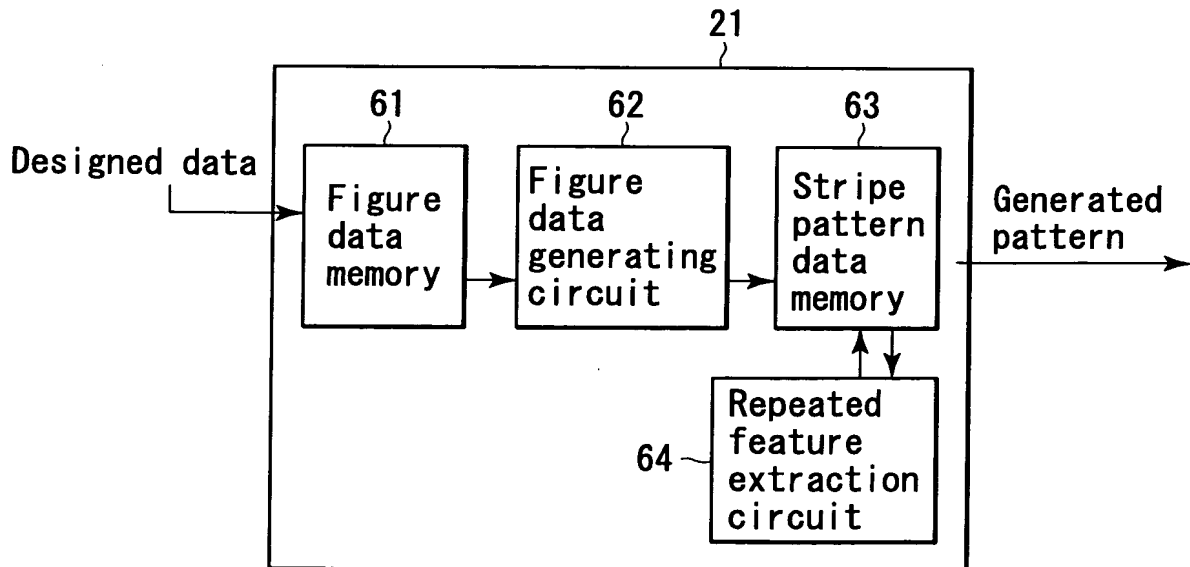 21
61
62
63
Designed data
Figure
data
memory
Figure
data
generating
circuit
Stripe
pattern
data
memory
Generated
pattern
64
Repeated
feature
extraction
circuit